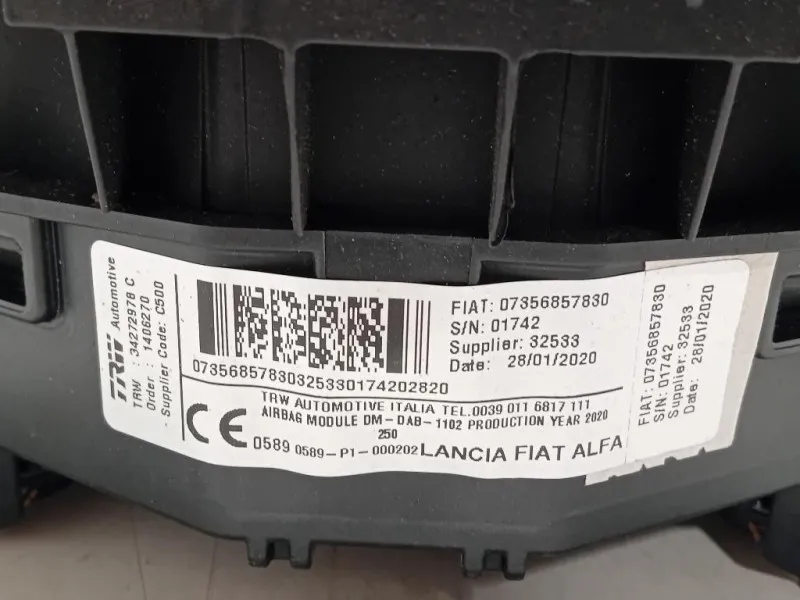 TRW Automotive
TRW : 34272978 C
Order : 1406270
Supplier Code: C500
FIAT: 07356857830
S/N: 01742
Supplier: 32533
Date: 28/01/2020
07356857830325330174202820
TRW AUTOMOTIVE ITALIA TEL.0039 011 6817 111
AIRBAG MODULE DM-DAB-1102 PRODUCTION YEAR 2020
250
CE 0589 0589-P1-000202 LANCIA FIAT ALFA
FIAT: 07356857830
S/N: 01742
Supplier: 32533
Date: 28/01/2020